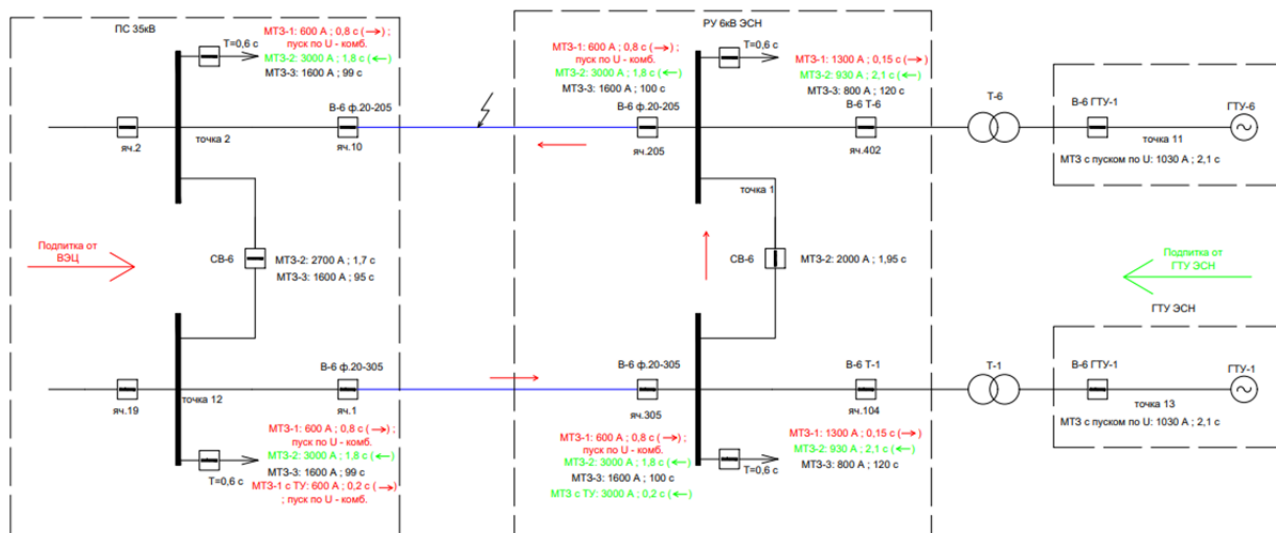 ПС 35кВ
МТЗ-1: 600 А ; 0,8 с (→) ;
пуск по U - комб.
МТЗ-2: 3000 А ; 1,8 с (←)
МТЗ-3: 1600 А ; 99 с
T=0,6 с
В-6 ф.20-205
яч.2
точка 2
яч.10
Подпитка от
ВЭЦ
СВ-6
МТЗ-2: 2700 А ; 1,7 с
МТЗ-3: 1600 А ; 95 с
В-6 ф.20-305
яч.19
точка 12
яч.1
T=0,6 с
МТЗ-1: 600 А ; 0,8 с (→) ;
пуск по U - комб.
МТЗ-2: 3000 А ; 1,8 с (←)
МТЗ-3: 1600 А ; 99 с
МТЗ-1 с ТУ: 600 А ; 0,2 с (→)
; пуск по U - комб.
РУ 6кВ ЭСН
МТЗ-1: 600 А ; 0,8 с (→) ;
пуск по U - комб.
МТЗ-2: 3000 А ; 1,8 с (←)
МТЗ-3: 1600 А ; 100 с
В-6 ф.20-205
яч.205
T=0,6 с
МТЗ-1: 1300 А ; 0,15 с (→)
МТЗ-2: 930 А ; 2,1 с (←)
МТЗ-3: 800 А ; 120 с
В-6 Т-6
яч.402
точка 1
СВ-6
МТЗ-2: 2000 А ; 1,95 с
В-6 ф.20-305
яч.305
В-6 Т-1
яч.104
МТЗ-1: 600 А ; 0,8 с (→) ;
пуск по U - комб.
МТЗ-2: 3000 А ; 1,8 с (←)
МТЗ-3: 1600 А ; 100 с
МТЗ с ТУ: 3000 А ; 0,2 с (←)
T=0,6 с
МТЗ-1: 1300 А ; 0,15 с (→)
МТЗ-2: 930 А ; 2,1 с (←)
МТЗ-3: 800 А ; 120 с
Т-6
В-6 ГТУ-1
ГТУ-6
точка 11
МТЗ с пуском по U: 1030 А ; 2,1 с
Подпитка от
ГТУ ЭСН
ГТУ ЭСН
Т-1
В-6 ГТУ-1
ГТУ-1
точка 13
МТЗ с пуском по U: 1030 А ; 2,1 с